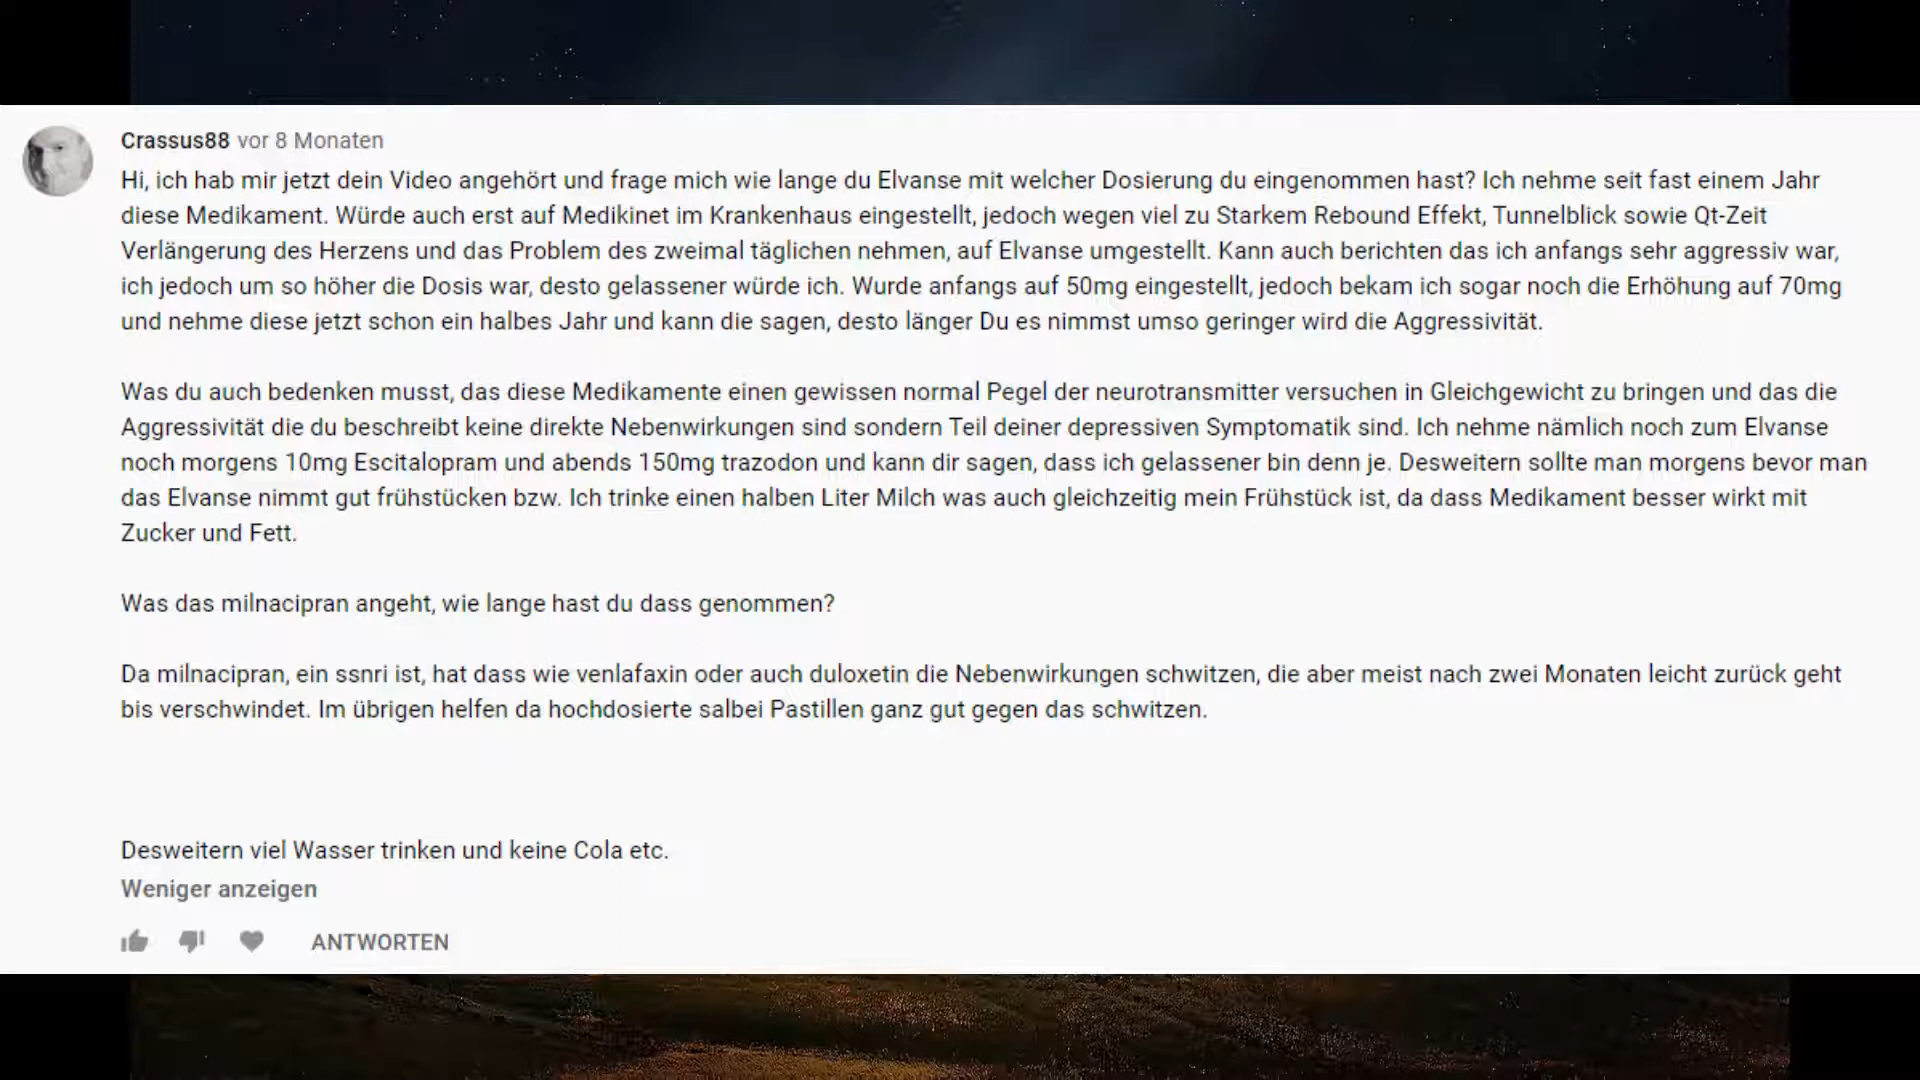 Crassus88 vor 8 Monaten
Hi, ich hab mir jetzt dein Video angehört und frage mich wie lange du Elvanse mit welcher Dosierung du eingenommen hast? Ich nehme seit fast einem Jahr
diese Medikament. Würde auch erst auf Medikinet im Krankenhaus eingestellt, jedoch wegen viel zu Starkem Rebound Effekt, Tunnelblick sowie Qt-Zeit
Verlängerung des Herzens und das Problem des zweimal täglichen nehmen, auf Elvanse umgestellt. Kann auch berichten das ich anfangs sehr aggressiv war,
ich jedoch um so höher die Dosis war, desto gelassener würde ich. Wurde anfangs auf 50mg eingestellt, jedoch bekam ich sogar noch die Erhöhung auf 70mg
und nehme diese jetzt schon ein halbes Jahr und kann die sagen, desto länger Du es nimmst umso geringer wird die Aggressivität.
Was du auch bedenken musst, das diese Medikamente einen gewissen normal Pegel der neurotransmitter versuchen in Gleichgewicht zu bringen und das die
Aggressivität die du beschreibt keine direkte Nebenwirkungen sind sondern Teil deiner depressiven Symptomatik sind. Ich nehme nämlich noch zum Elvanse
noch morgens 10mg Escitalopram und abends 150mg trazodon und kann dir sagen, dass ich gelassener bin denn je. Desweitern sollte man morgens bevor man
das Elvanse nimmt gut frühstücken bzw. Ich trinke einen halben Liter Milch was auch gleichzeitig mein Frühstück ist, da dass Medikament besser wirkt mit
Zucker und Fett.
Was das milnacipran angeht, wie lange hast du dass genommen?
Da milnacipran, ein ssnri ist, hat dass wie venlafaxin oder auch duloxetin die Nebenwirkungen schwitzen, die aber meist nach zwei Monaten leicht zurück geht
bis verschwindet. Im übrigen helfen da hochdosierte salbei Pastillen ganz gut gegen das schwitzen.
Desweitern viel Wasser trinken und keine Cola etc.
Weniger anzeigen
ANTWORTEN